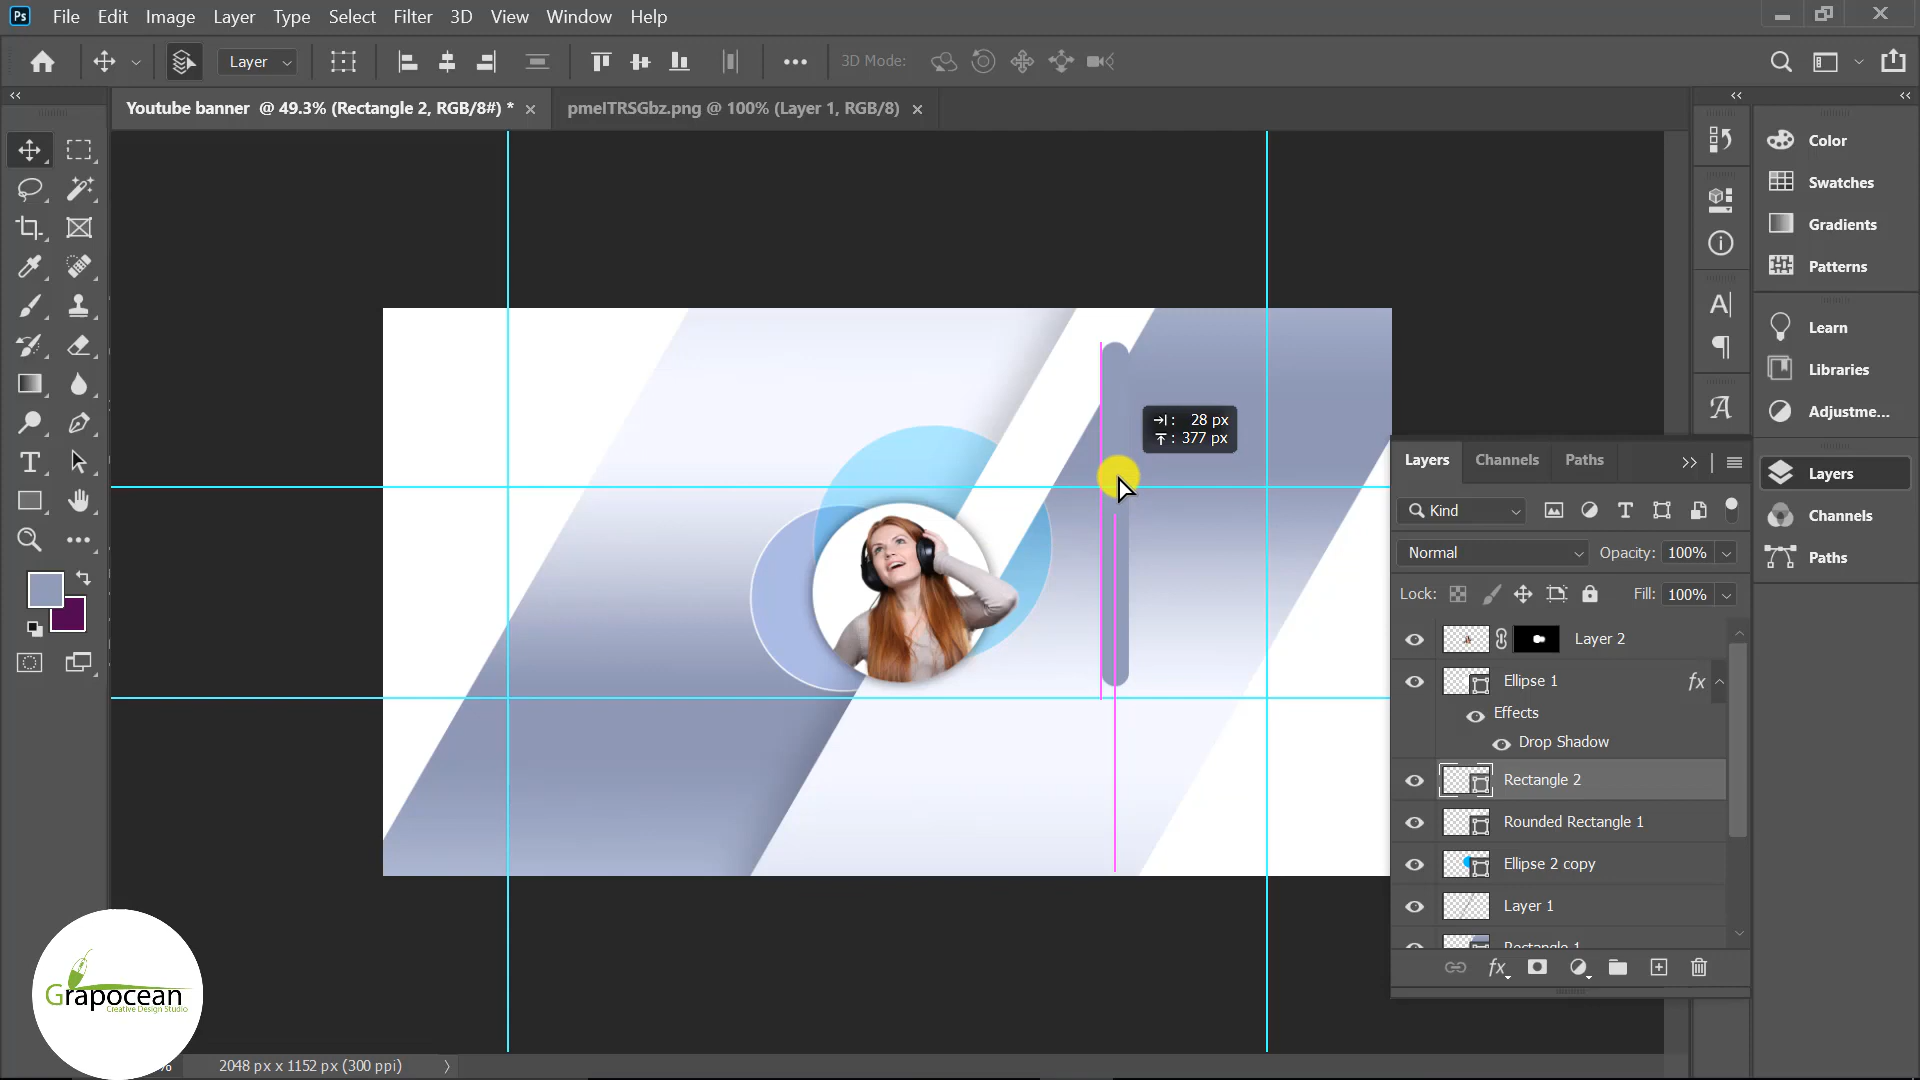 Ps File Edit Image Layer Type Select Filter 3D View Window Help
Layer 3D Mode:
Youtube banner @ 49.3% (Rectangle 2, RGB/8#) * pmeITRSGbz.png @ 100% (Layer 1, RGB/8)
Color
Swatches
Gradients
Patterns
Learn
Libraries
Adjustme...
Layers
Channels
Paths
28 px
377 px
Layers Channels Paths
Kind
Normal Opacity: 100%
Lock: Fill: 100%
Layer 2
Ellipse 1 fx
Effects
Drop Shadow
Rectangle 2
Rounded Rectangle 1
Ellipse 2 copy
Layer 1
Rectangle 1
fx
Grapocean
Creative Design Studio
% 2048 px x 1152 px (300 ppi)